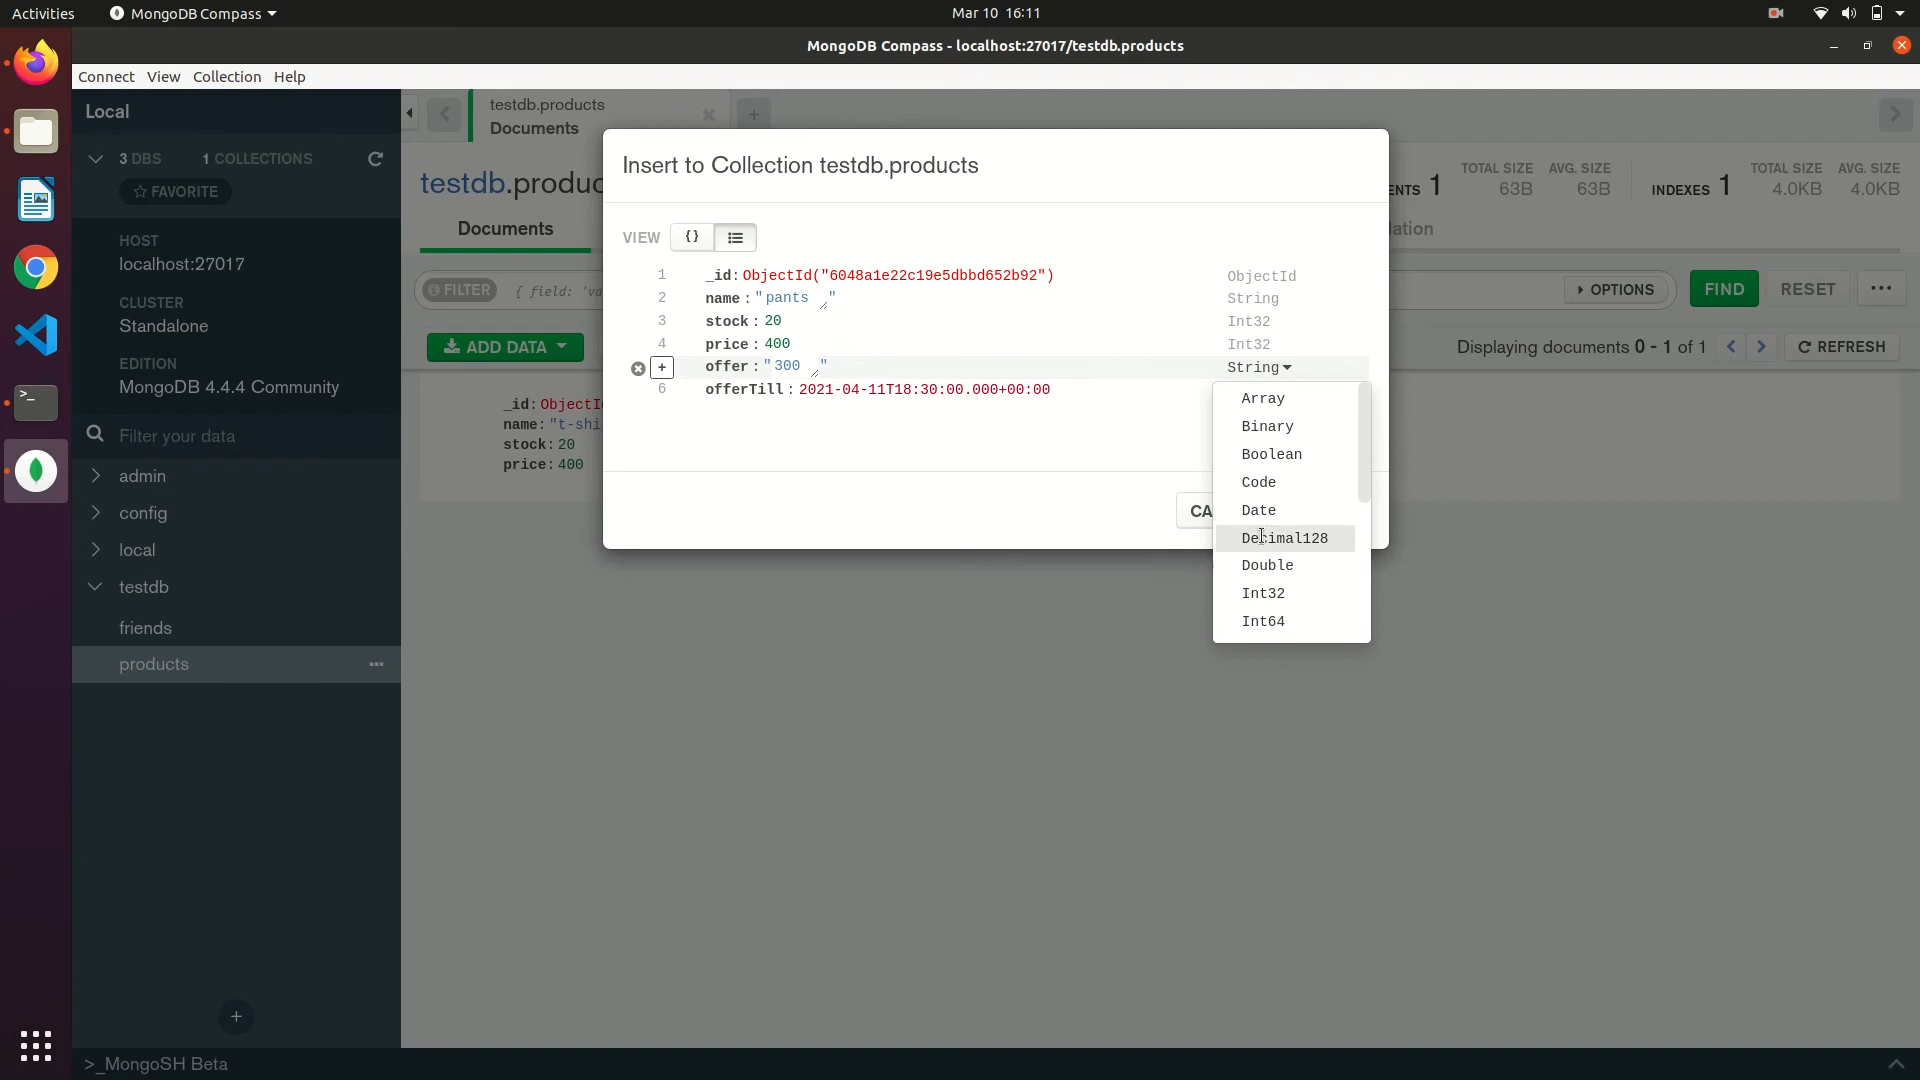 Activities
MongoDB Compass
Mar 10 16:11
MongoDB Compass - localhost:27017/testdb.products
Connect View Collection Help
Local
3 DBS 1 COLLECTIONS
FAVORITE
HOST
localhost:27017
CLUSTER
Standalone
EDITION
MongoDB 4.4.4 Community
Filter your data
admin
config
local
testdb
friends
products
>_MongoSH Beta
testdb.products
Documents
testdb.produc
ENTS 1
TOTAL SIZE
63B
AVG. SIZE
63B
INDEXES 1
TOTAL SIZE
4.0KB
AVG. SIZE
4.0KB
Documents
lation
FILTER
{ field: 'va
OPTIONS
FIND
RESET
ADD DATA
Displaying documents 0 - 1 of 1
REFRESH
_id:ObjectI
name:"t-shi
stock:20
price:400
Insert to Collection testdb.products
VIEW { }
1 _id:ObjectId("6048a1e22c19e5dbbd652b92") ObjectId
2 name:"pants " String
3 stock:20 Int32
4 price:400 Int32
+ offer:"300 " String
6 offerTill:2021-04-11T18:30:00.000+00:00
CA
Array
Binary
Boolean
Code
Date
Decimal128
Double
Int32
Int64